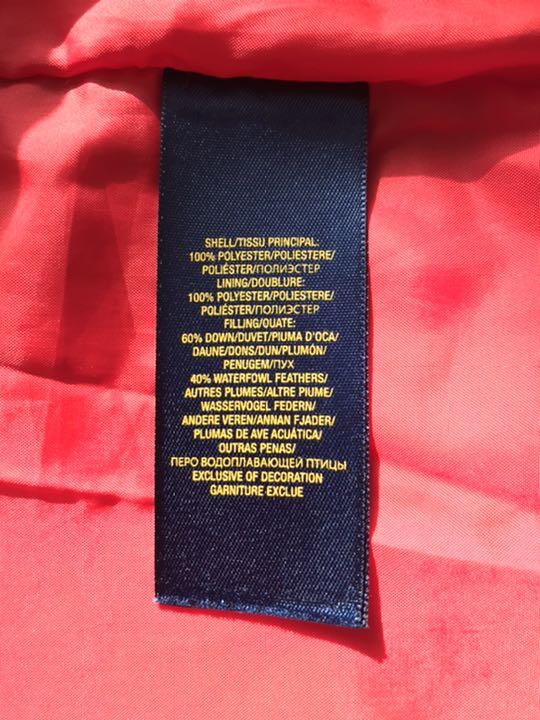 SHELL/TISSU PRINCIPAL:
100% POLYESTER/POLIESTERE/
POLIÉSTER/ПОЛИЭСТЕР
LINING/DOUBLURE:
100% POLYESTER/POLIESTERE/
POLIÉSTER/ПОЛИЭСТЕР
FILLING/OUATE:
60% DOWN/DUVET/PIUMA D'OCA/
DAUNE/DONS/DUN/PLUMÓN/
PENUGEM/ПУХ
40% WATERFOWL FEATHERS/
AUTRES PLUMES/ALTRE PIUME/
WASSERVOGEL FEDERN/
ANDERE VEREN/ANNAN FJADER/
PLUMAS DE AVE ACUÁTICA/
OUTRAS PENAS/
ПЕРО ВОДОПЛАВАЮЩЕЙ ПТИЦЫ
EXCLUSIVE OF DECORATION
GARNITURE EXCLUE